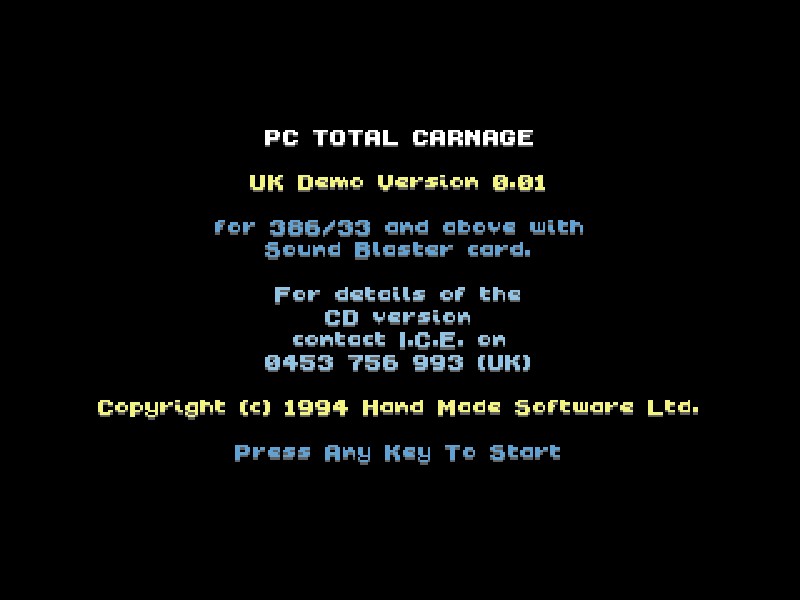 PC TOTAL CARNAGE
UK Demo Version 0.01
for 386/33 and above with
Sound Blaster card.
For details of the
CD version
contact I.C.E. on
0453 756 993 (UK)
Copyright (c) 1994 Hand Made Software Ltd.
Press Any Key To Start